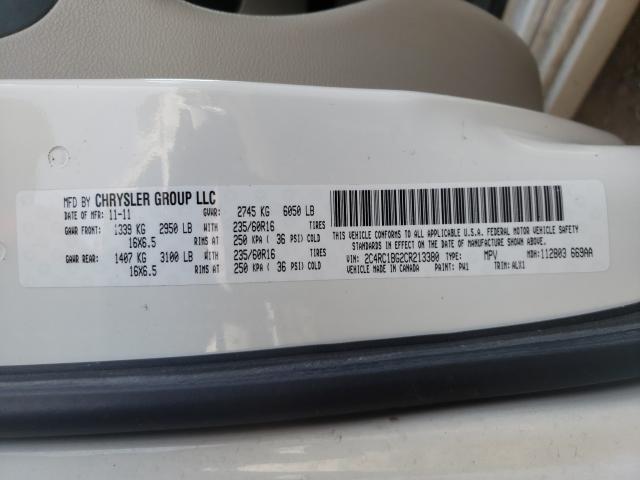 MFD BY CHRYSLER GROUP LLC
DATE OF MFR: 11-11 GVWR: 2745 KG 6050 LB
GAWR FRONT: 1339 KG 2950 LB WITH 235/60R16 TIRES
16X6.5 RIMS AT 250 KPA ( 36 PSI) COLD
GAWR REAR: 1407 KG 3100 LB WITH 235/60R16 TIRES
16X6.5 RIMS AT 250 KPA ( 36 PSI) COLD
THIS VEHICLE CONFORMS TO ALL APPLICABLE U.S.A. FEDERAL MOTOR VEHICLE SAFETY
STANDARDS IN EFFECT ON THE DATE OF MANUFACTURE SHOWN ABOVE
VIN: 2C4RC1BG2CR213380 TYPE: MPV MDH: 112803 669AA
VEHICLE MADE IN CANADA PAINT: PW1 TRIM: ALX1